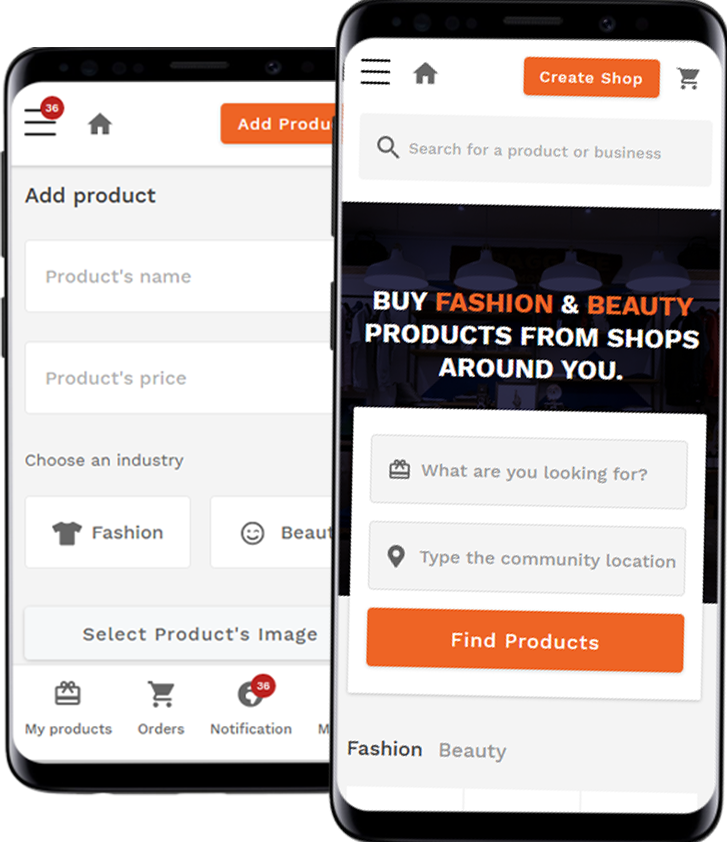 36
Add Produ
Add product
Product's name
Product's price
Choose an industry
Fashion
Beaut
Select Product's Image
My products
Orders
36
Notification
M
Create Shop
Search for a product or business
BUY FASHION & BEAUTY
PRODUCTS FROM SHOPS
AROUND YOU.
What are you looking for?
Type the community location
Find Products
Fashion Beauty